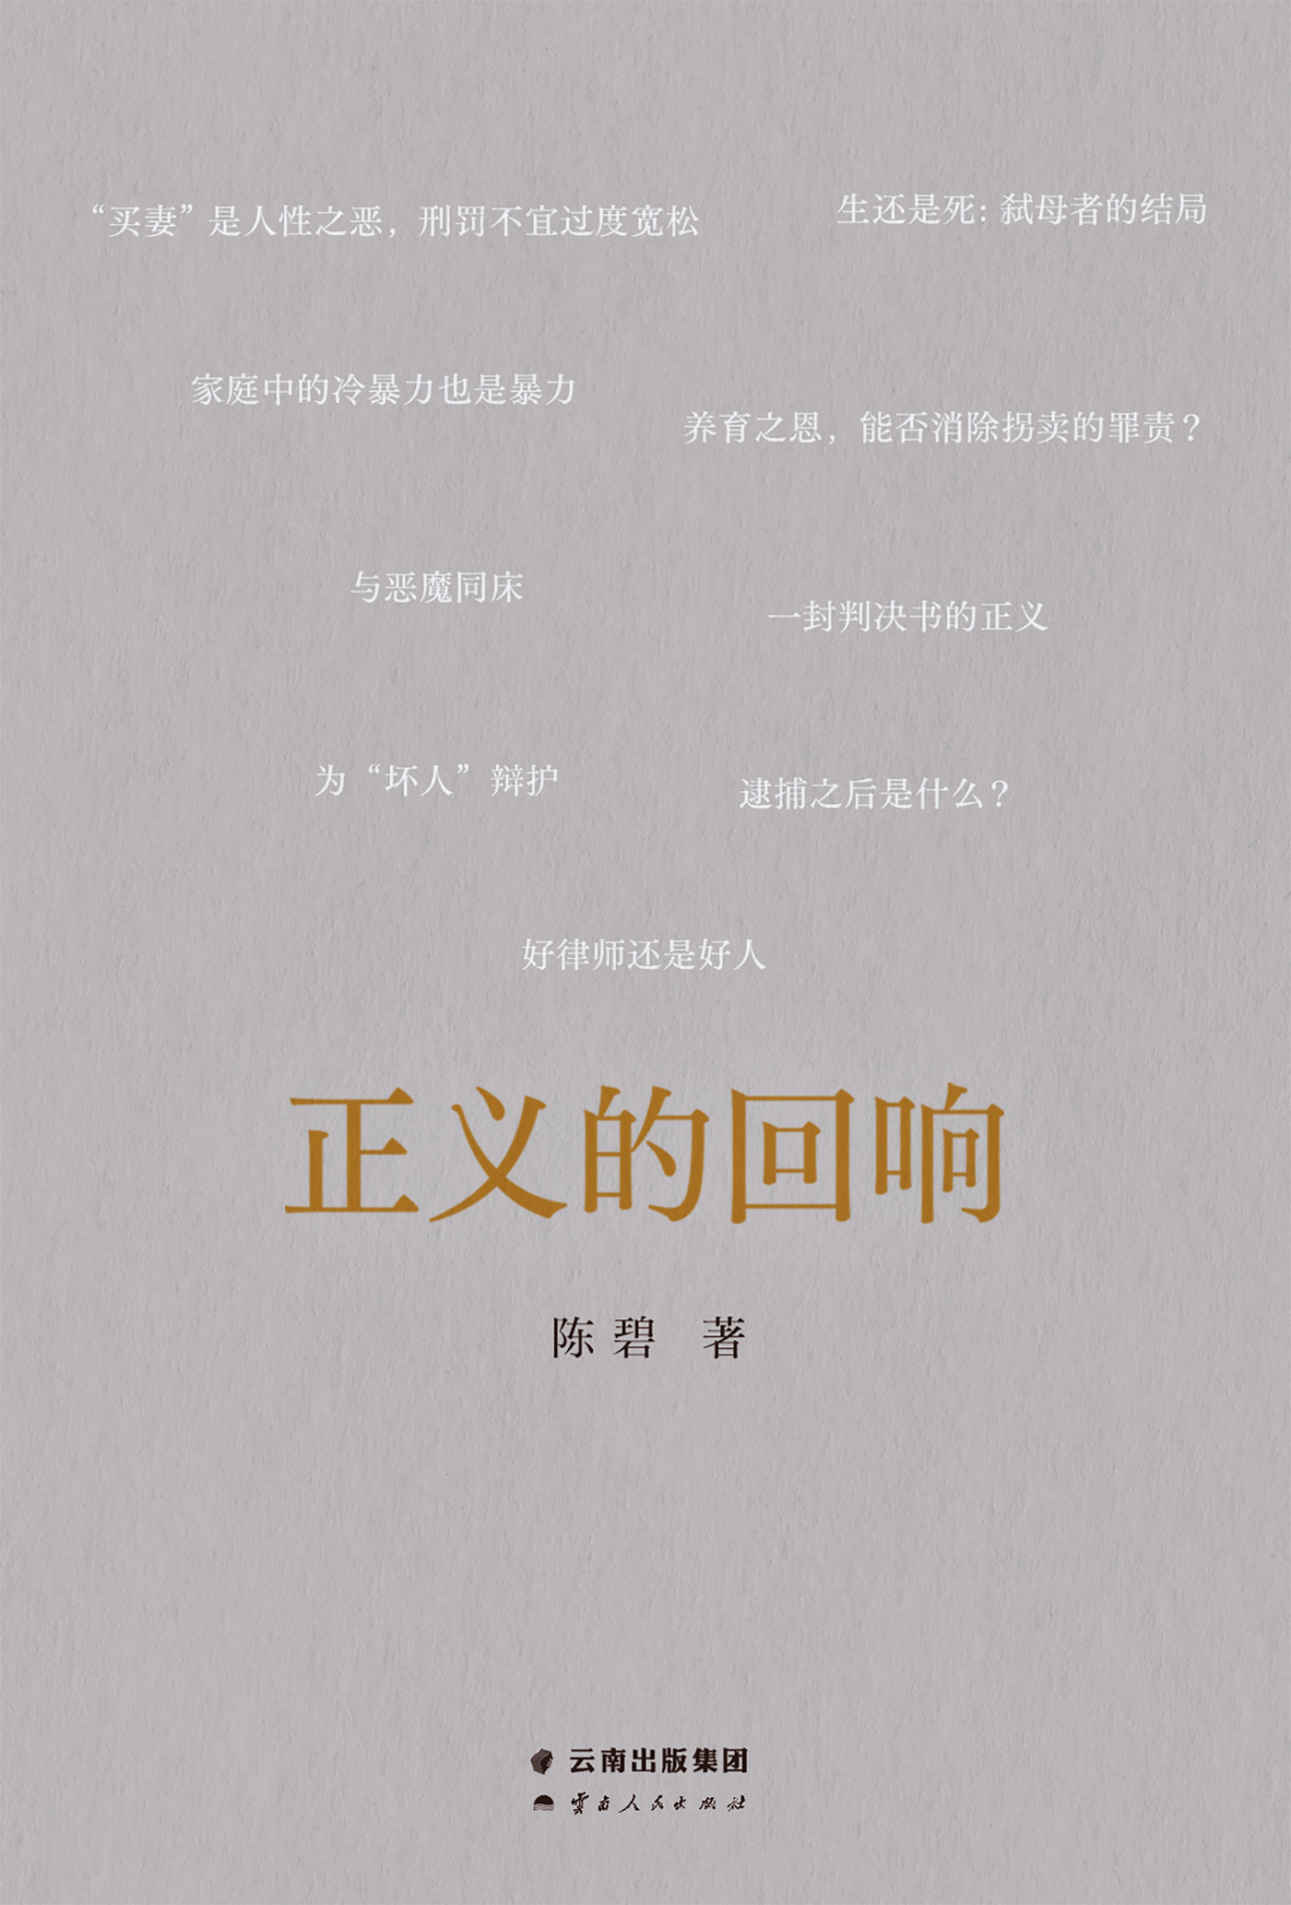 “买妻”是人性之恶，刑罚不宜过度宽松
生还是死：弑母者的结局
家庭中的冷暴力也是暴力
养育之恩，能否消除拐卖的罪责？
与恶魔同床
一封判决书的正义
为“坏人”辩护
逮捕之后是什么？
好律师还是好人
正义的回响
陈碧 著
云南出版集团
雲南人民出版社